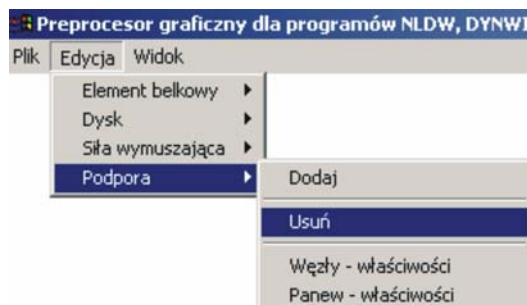 Preprocesor graficzny dla programów NLDW, DYNWI
Plik Edycja Widok
Element belkowy
Dysk
Siła wymuszająca
Podpora
Dodaj
Usuń
Węzły - właściwości
Panew - właściwości